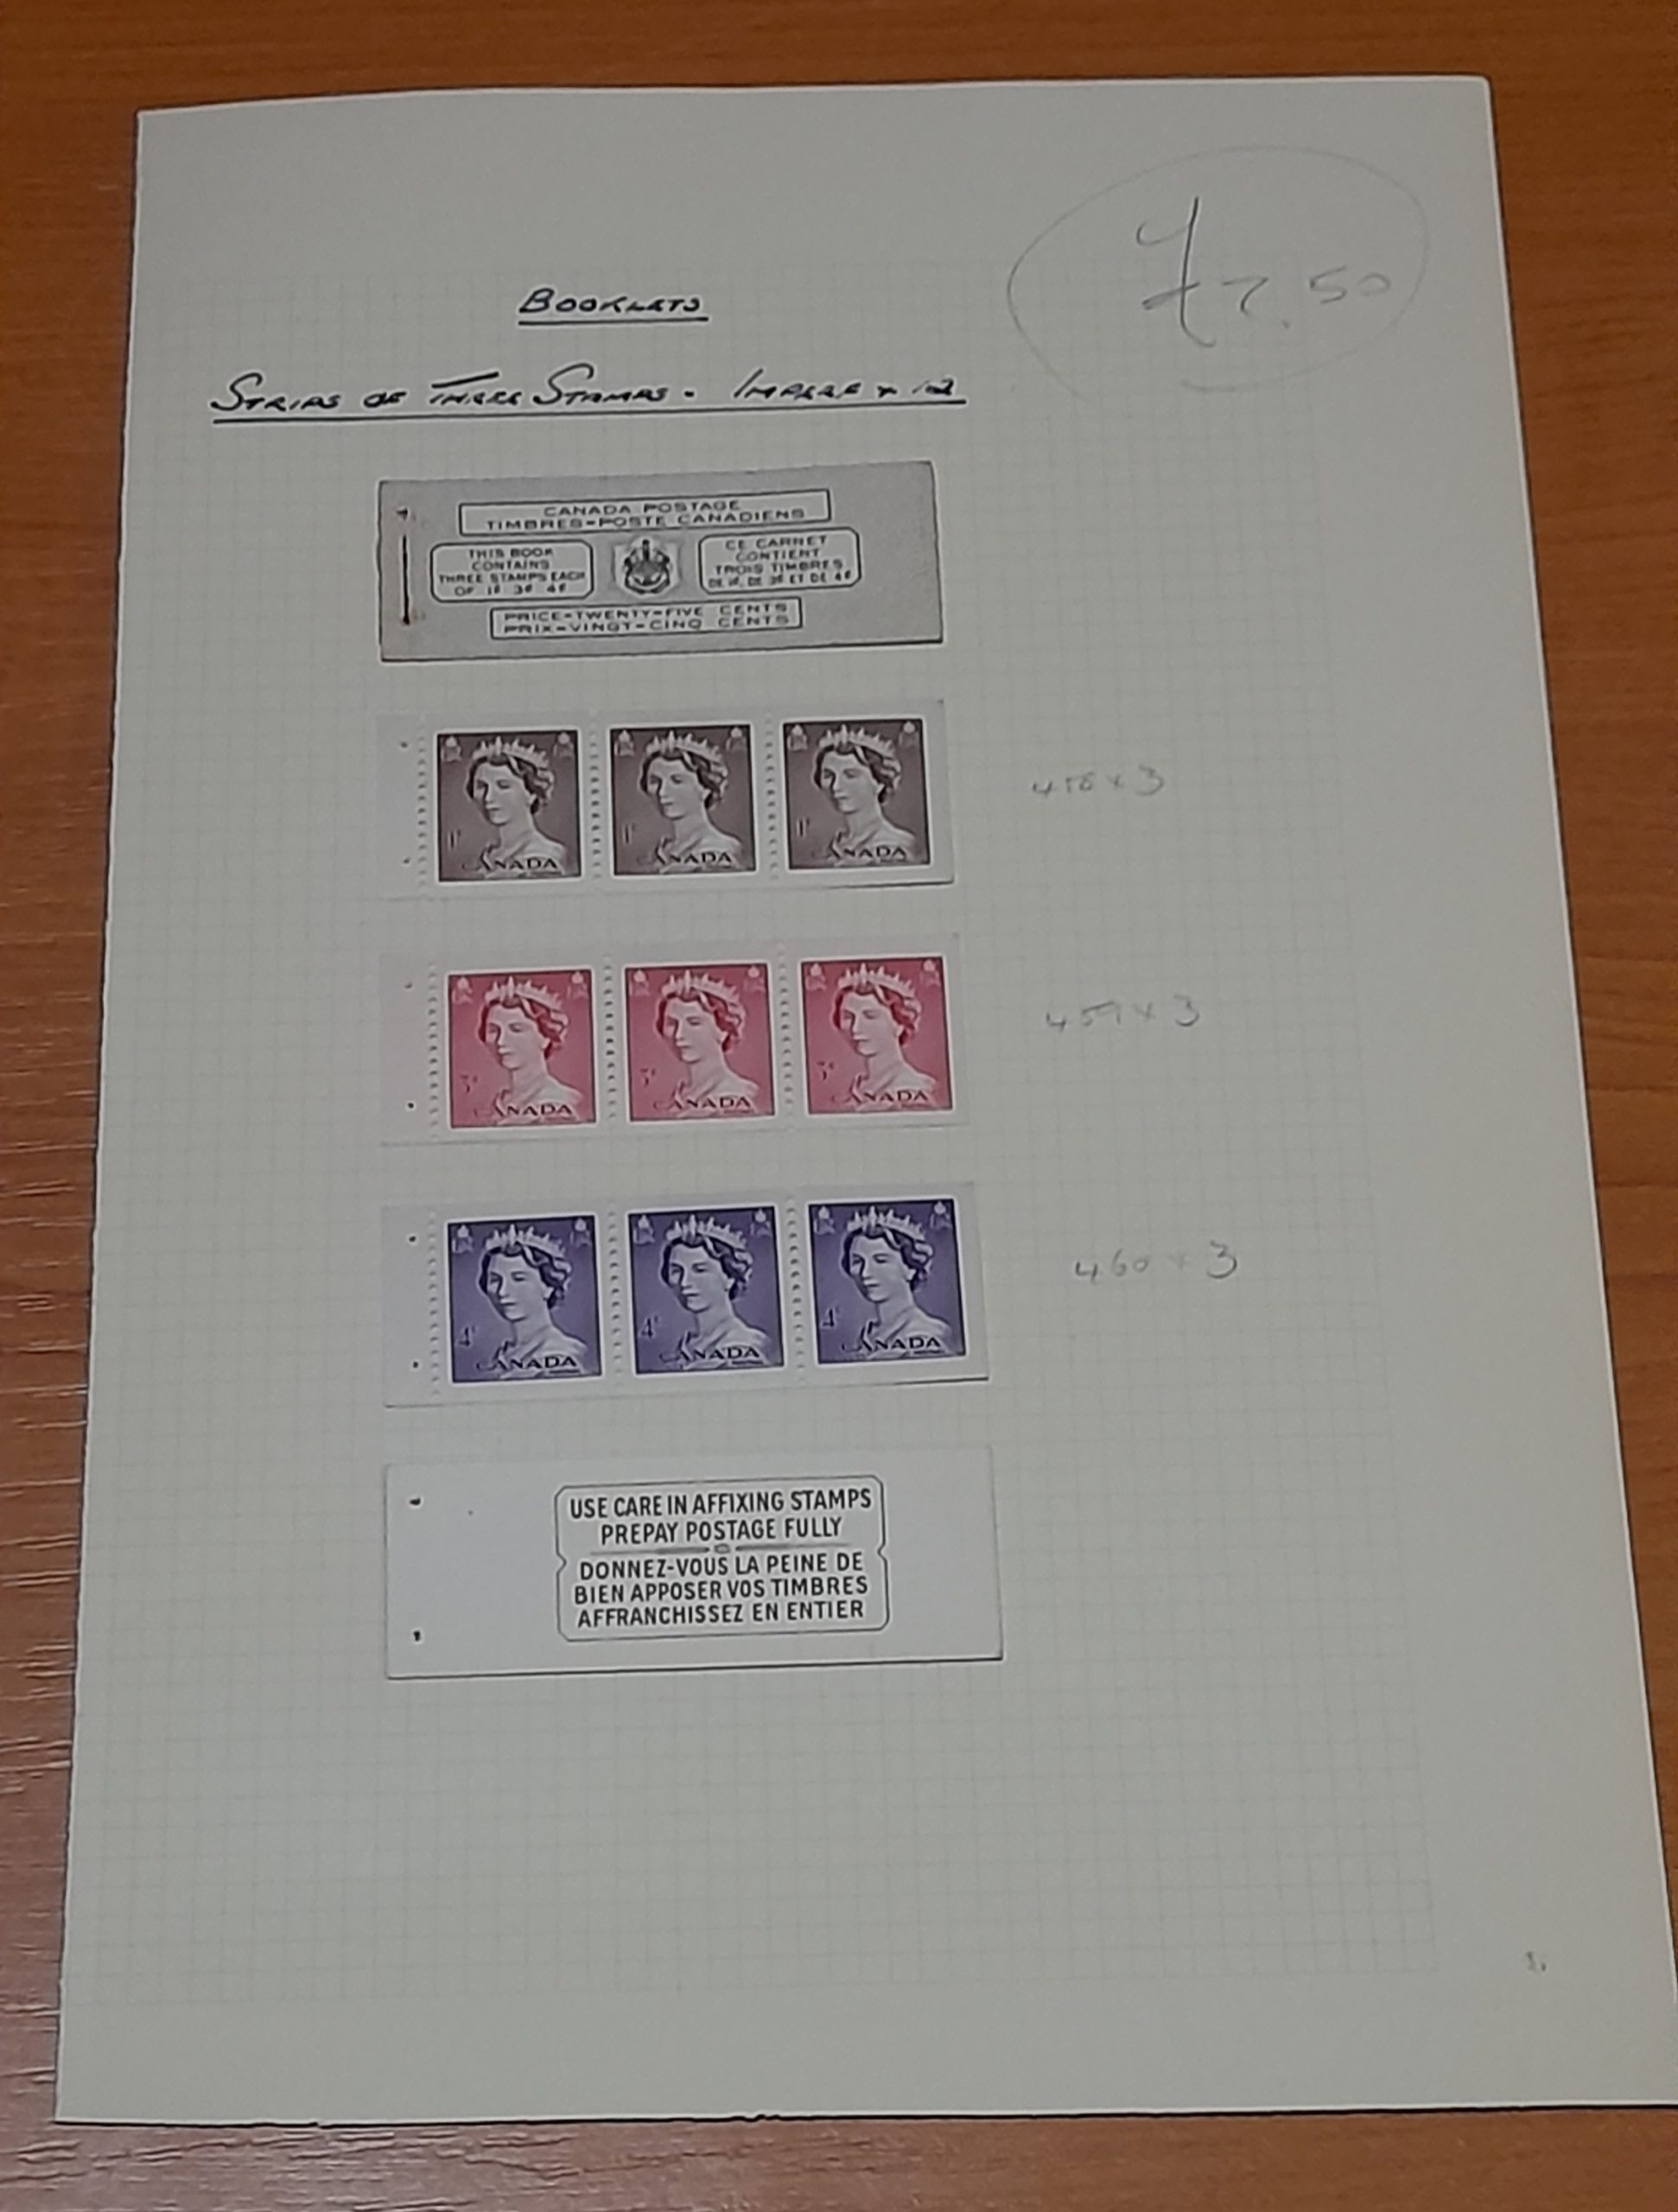 £7.50
BOOKLETS
STRIPS OF THREE STAMPS. IMPERF x 12
CANADA POSTAGE
TIMBRES-POSTE CANADIENS
THIS BOOK
CONTAINS
THREE STAMPS EACH
OF 1¢ 3¢ 4¢
CE CARNET
CONTIENT
TROIS TIMBRES
DE 1¢, DE 3¢ ET DE 4¢
PRICE-TWENTY-FIVE CENTS
PRIX-VINGT-CINQ CENTS
1¢ 1¢ 1¢
CANADA CANADA CANADA
458 x 3
3¢ 3¢ 3¢
CANADA CANADA CANADA
459 x 3
4¢ 4¢ 4¢
CANADA CANADA CANADA
460 x 3
USE CARE IN AFFIXING STAMPS
PREPAY POSTAGE FULLY
DONNEZ-VOUS LA PEINE DE
BIEN APPOSER VOS TIMBRES
AFFRANCHISSEZ EN ENTIER